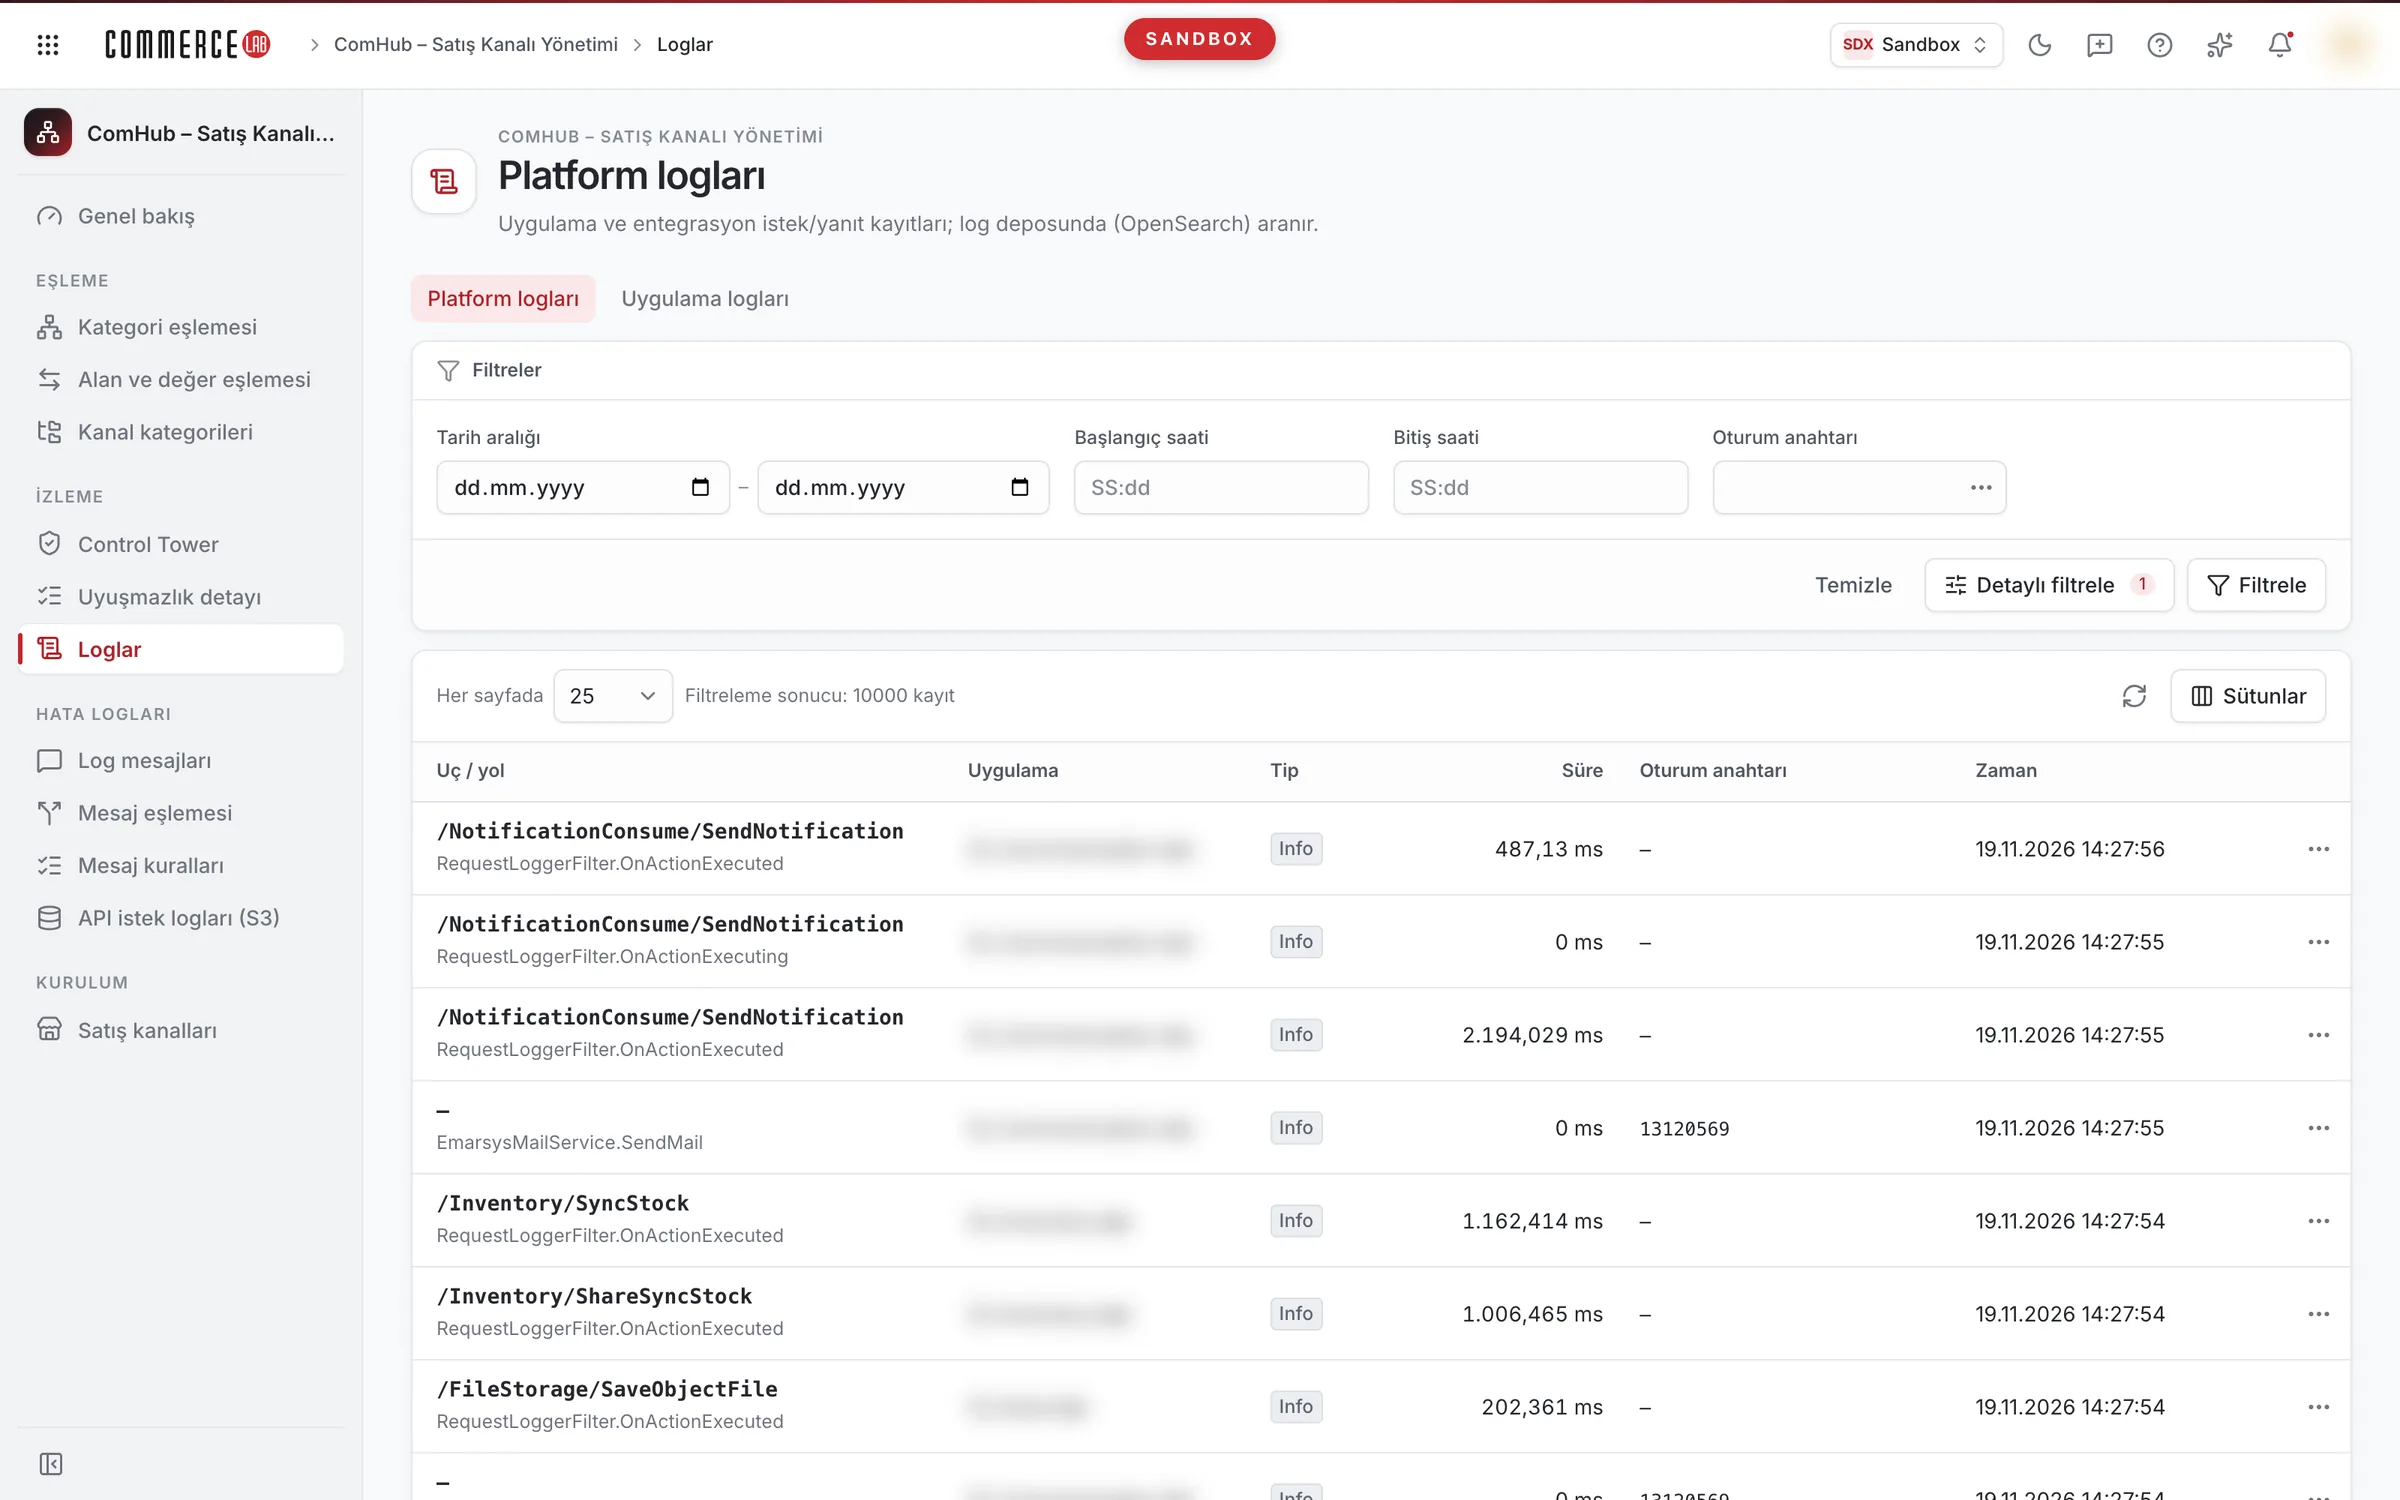 COMMERCE LAB
ComHub – Satış Kanalı Yönetimi
Loglar
SANDBOX
SDX Sandbox
ComHub – Satış Kanalı...
Genel bakış
EŞLEME
Kategori eşlemesi
Alan ve değer eşlemesi
Kanal kategorileri
İZLEME
Control Tower
Uyuşmazlık detayı
Loglar
HATA LOGLARI
Log mesajları
Mesaj eşlemesi
Mesaj kuralları
API istek logları (S3)
KURULUM
Satış kanalları
COMHUB – SATIŞ KANALI YÖNETİMİ
Platform logları
Uygulama ve entegrasyon istek/yanıt kayıtları; log deposunda (OpenSearch) aranır.
Platform logları Uygulama logları
Filtreler
Tarih aralığı Başlangıç saati Bitiş saati Oturum anahtarı
dd.mm.yyyy – dd.mm.yyyy SS:dd SS:dd
Temizle Detaylı filtrele 1 Filtrele
Her sayfada 25 Filtreleme sonucu: 10000 kayıt Sütunlar
Uç / yol Uygulama Tip Süre Oturum anahtarı Zaman
/NotificationConsume/SendNotification
RequestLoggerFilter.OnActionExecuted
Info 487,13 ms – 19.11.2026 14:27:56
/NotificationConsume/SendNotification
RequestLoggerFilter.OnActionExecuting
Info 0 ms – 19.11.2026 14:27:55
/NotificationConsume/SendNotification
RequestLoggerFilter.OnActionExecuted
Info 2.194,029 ms – 19.11.2026 14:27:55
–
EmarsysMailService.SendMail
Info 0 ms 13120569 19.11.2026 14:27:55
/Inventory/SyncStock
RequestLoggerFilter.OnActionExecuted
Info 1.162,414 ms – 19.11.2026 14:27:54
/Inventory/ShareSyncStock
RequestLoggerFilter.OnActionExecuted
Info 1.006,465 ms – 19.11.2026 14:27:54
/FileStorage/SaveObjectFile
RequestLoggerFilter.OnActionExecuted
Info 202,361 ms – 19.11.2026 14:27:54
–
Info 0 ms 13120569 19.11.2026 14:27:54